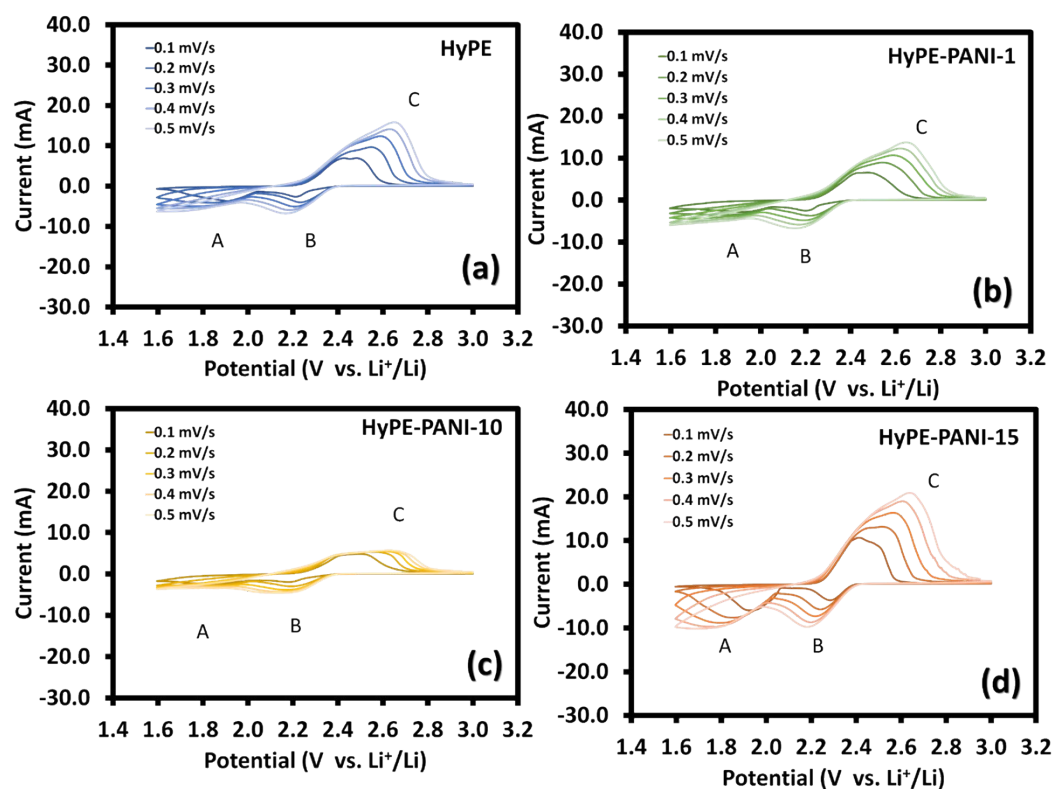 40.0
30.0
20.0
10.0
0.0
-10.0
-20.0
-30.0
Current (mA)
0.1 mV/s
0.2 mV/s
0.3 mV/s
0.4 mV/s
0.5 mV/s
HyPE
C
A
B
(a)
1.4 1.6 1.8 2.0 2.2 2.4 2.6 2.8 3.0 3.2
Potential (V vs. Li⁺/Li)
40.0
30.0
20.0
10.0
0.0
-10.0
-20.0
-30.0
Current (mA)
0.1 mV/s
0.2 mV/s
0.3 mV/s
0.4 mV/s
0.5 mV/s
HyPE-PANI-1
C
A
B
(b)
1.4 1.6 1.8 2.0 2.2 2.4 2.6 2.8 3.0 3.2
Potential (V vs. Li⁺/Li)
40.0
30.0
20.0
10.0
0.0
-10.0
-20.0
-30.0
Current (mA)
0.1 mV/s
0.2 mV/s
0.3 mV/s
0.4 mV/s
0.5 mV/s
HyPE-PANI-10
C
A
B
(c)
1.4 1.6 1.8 2.0 2.2 2.4 2.6 2.8 3.0 3.2
Potential (V vs. Li⁺/Li)
40.0
30.0
20.0
10.0
0.0
-10.0
-20.0
-30.0
Current (mA)
0.1 mV/s
0.2 mV/s
0.3 mV/s
0.4 mV/s
0.5 mV/s
HyPE-PANI-15
C
A
B
(d)
1.4 1.6 1.8 2.0 2.2 2.4 2.6 2.8 3.0 3.2
Potential (V vs. Li⁺/Li)